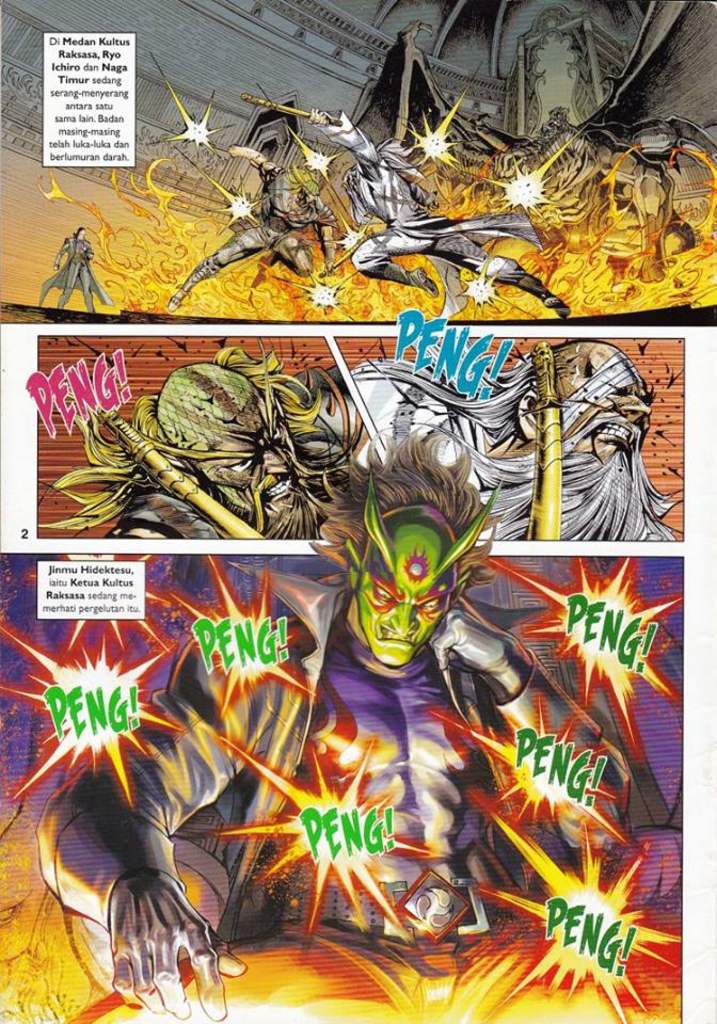 Di Medan Kultus
Raksasa, Ryo
Ichiro dan Naga
Timur sedang
serang-menyerang
antara satu
sama lain. Badan
masing-masing
telah luka-luka dan
berlumuran darah.
PENG!
PENG!
2
Jinmu Hidektesu,
iaitu Ketua Kultus
Raksasa sedang me-
merhati pergelutan itu.
PENG!
PENG!
PENG!
PENG!
PENG!
PENG!